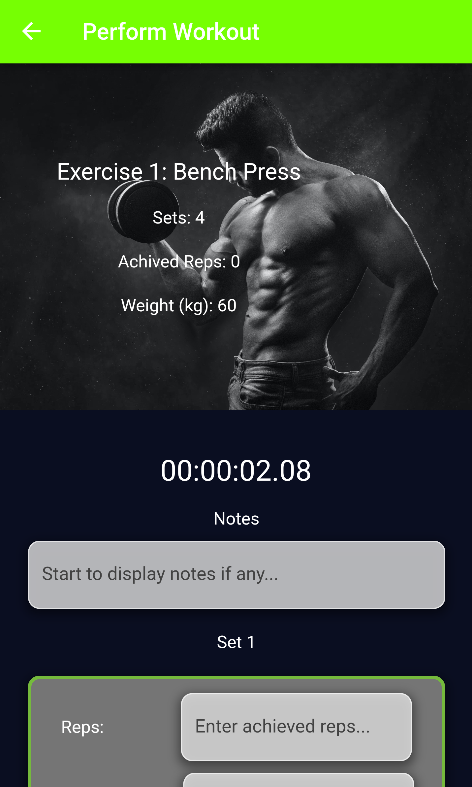 Perform Workout
Exercise 1: Bench Press
Sets: 4
Achived Reps: 0
Weight (kg): 60
00:00:02.08
Notes
Start to display notes if any...
Set 1
Reps:
Enter achieved reps...